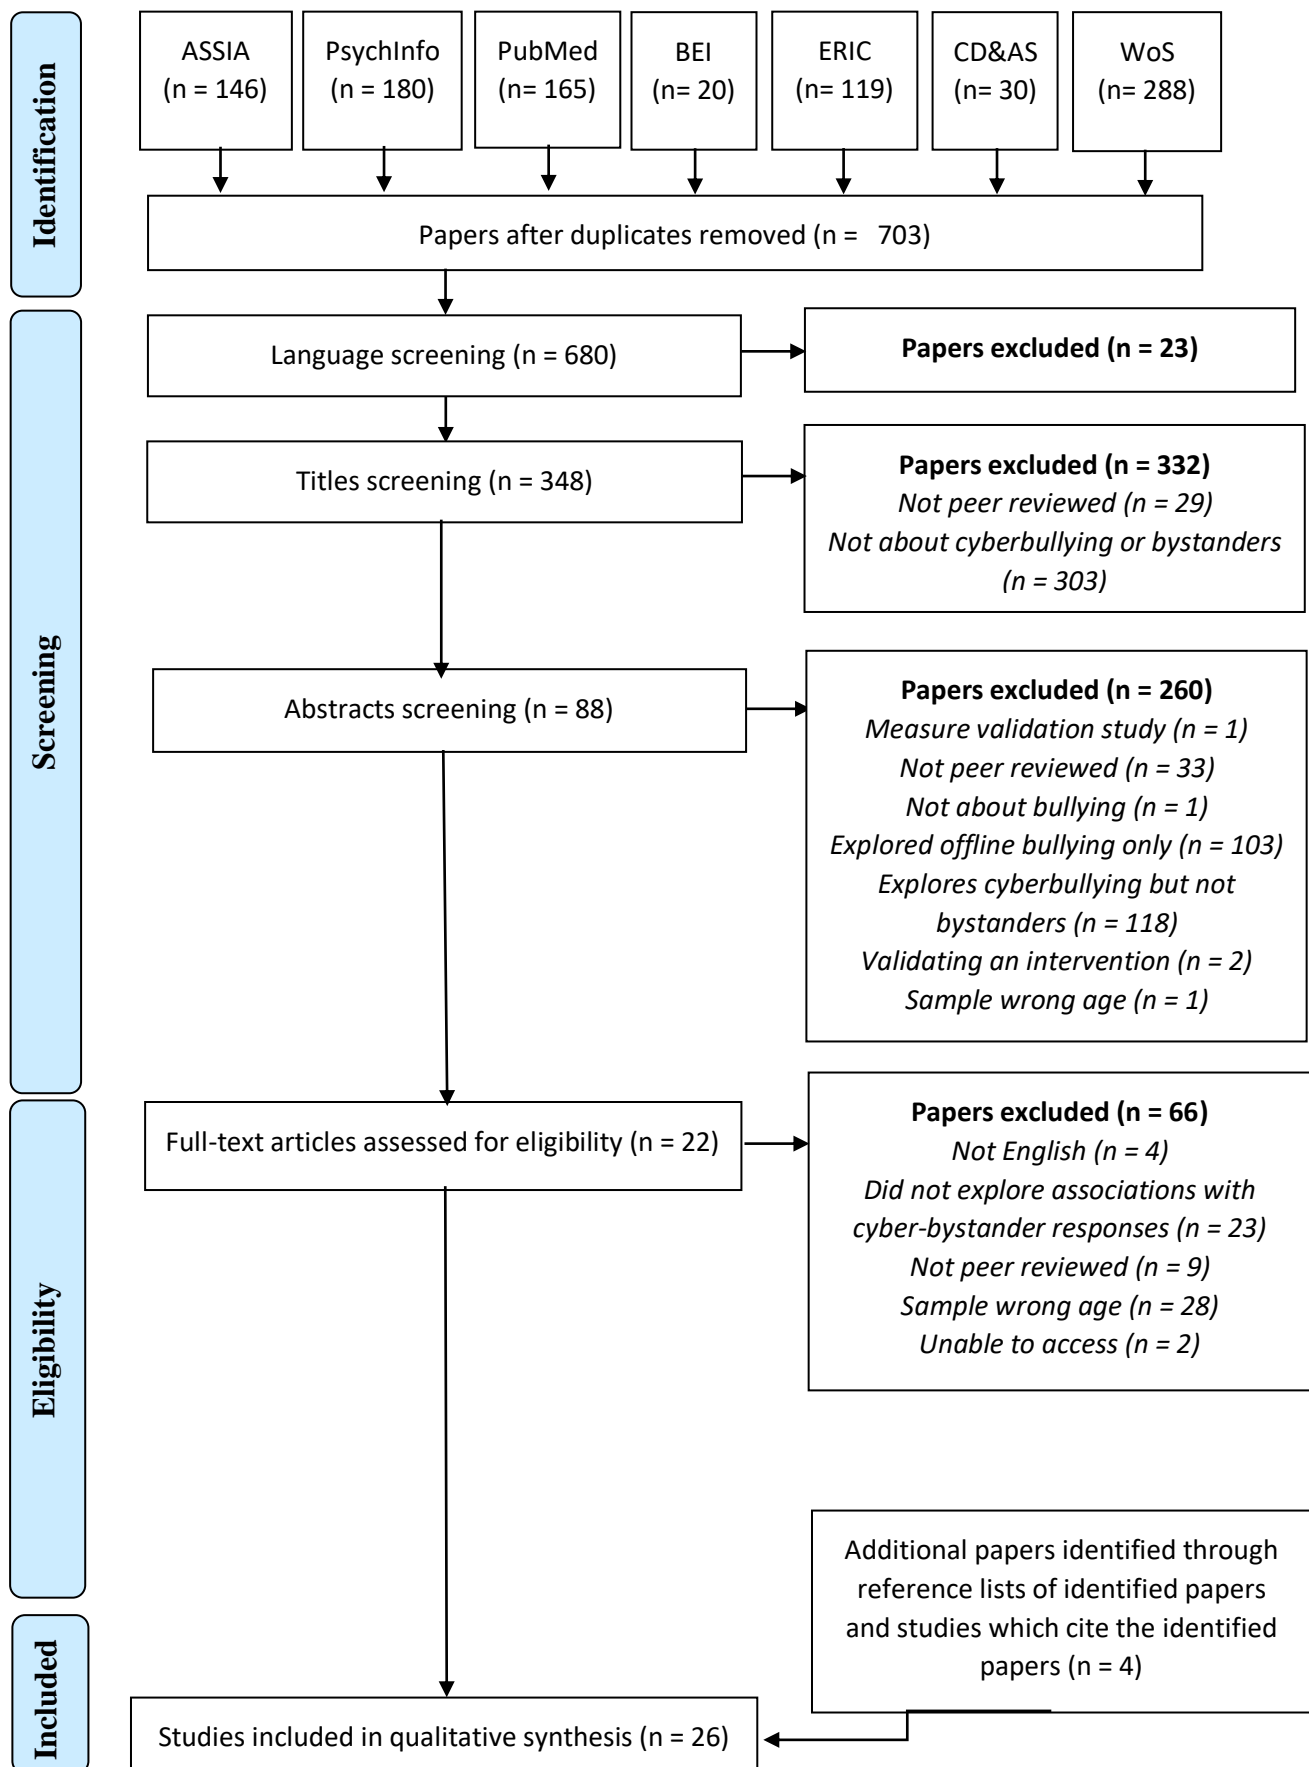 Identification
ASSIA
(n = 146)
PsychInfo
(n = 180)
PubMed
(n= 165)
BEI
(n= 20)
ERIC
(n= 119)
CD&AS
(n= 30)
WoS
(n= 288)
Papers after duplicates removed (n =   703)
Screening
Language screening (n = 680)
Papers excluded (n = 23)
Titles screening (n = 348)
Papers excluded (n = 332)
Not peer reviewed (n = 29)
Not about cyberbullying or bystanders
(n = 303)
Abstracts screening (n = 88)
Papers excluded (n = 260)
Measure validation study (n = 1)
Not peer reviewed (n = 33)
Not about bullying (n = 1)
Explored offline bullying only (n = 103)
Explores cyberbullying but not
bystanders (n = 118)
Validating an intervention (n = 2)
Sample wrong age (n = 1)
Eligibility
Full-text articles assessed for eligibility (n = 22)
Papers excluded (n = 66)
Not English (n = 4)
Did not explore associations with
cyber-bystander responses (n = 23)
Not peer reviewed (n = 9)
Sample wrong age (n = 28)
Unable to access (n = 2)
Additional papers identified through
reference lists of identified papers
and studies which cite the identified
papers (n = 4)
Included
Studies included in qualitative synthesis (n = 26)